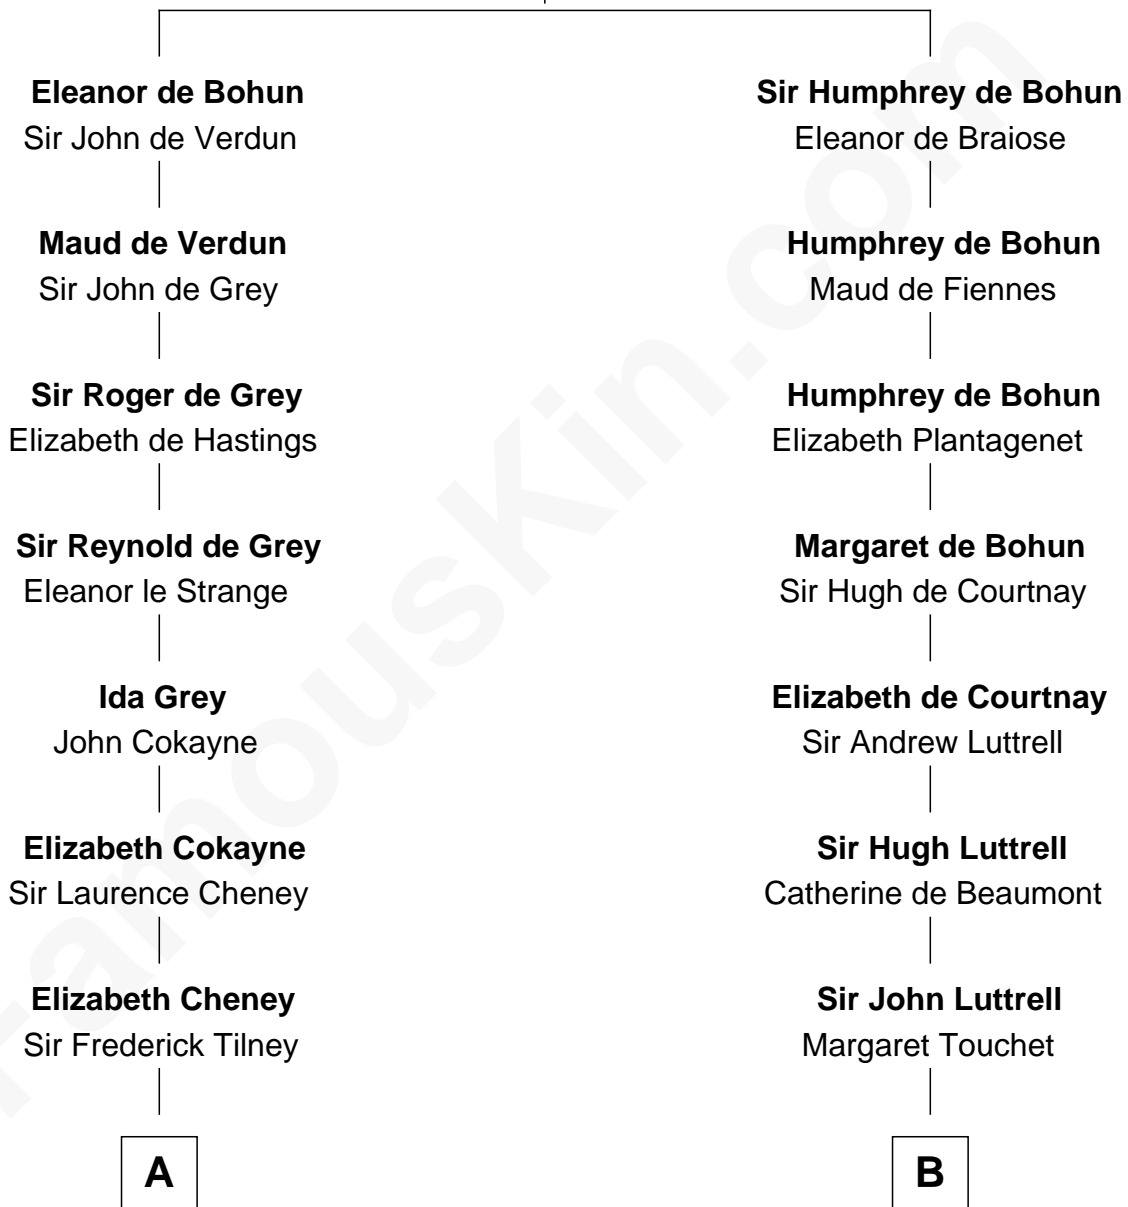 Eleanor de Bohun
Sir John de Verdun
Maud de Verdun
Sir John de Grey
Sir Roger de Grey
Elizabeth de Hastings
Sir Reynold de Grey
Eleanor le Strange
Ida Grey
John Cokayne
Elizabeth Cokayne
Sir Laurence Cheney
Elizabeth Cheney
Sir Frederick Tilney
A
Sir Humphrey de Bohun
Eleanor de Braiose
Humphrey de Bohun
Maud de Fiennes
Humphrey de Bohun
Elizabeth Plantagenet
Margaret de Bohun
Sir Hugh de Courtnay
Elizabeth de Courtnay
Sir Andrew Luttrell
Sir Hugh Luttrell
Catherine de Beaumont
Sir John Luttrell
Margaret Touchet
B
FamousKin.com